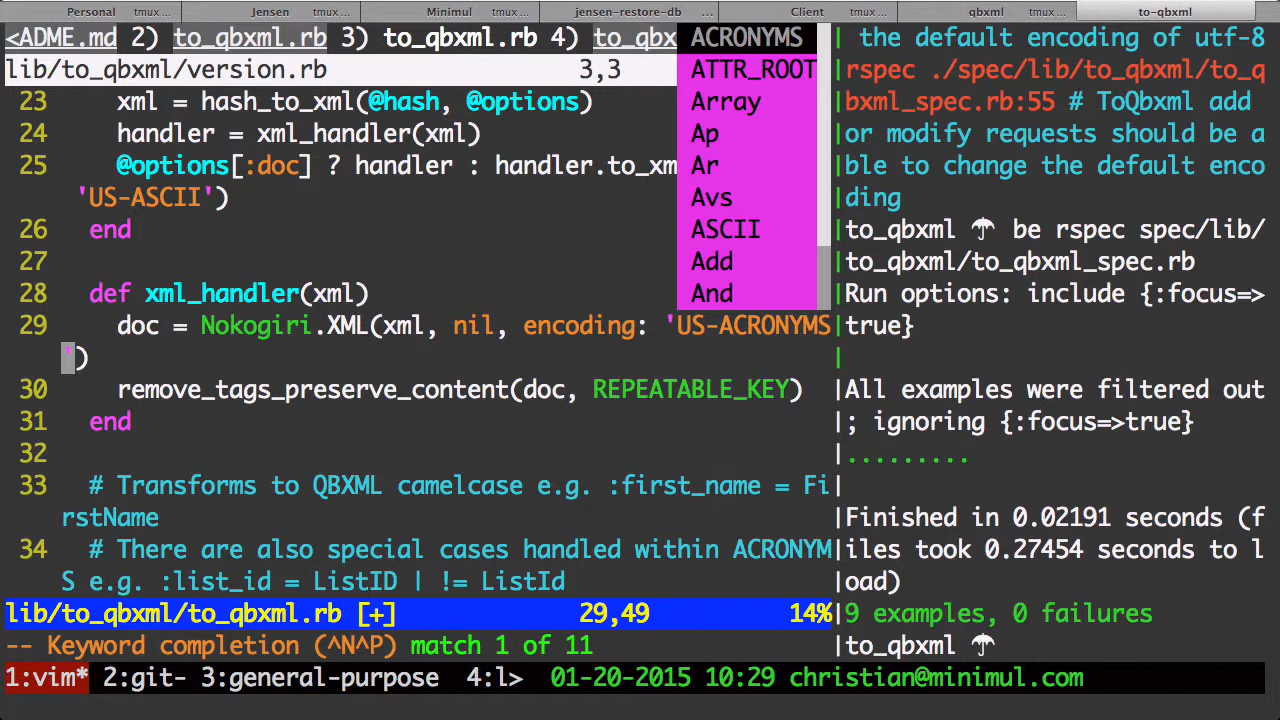 Personal tmux ... Jensen tmux ... Minimul tmux ... jensen-restore-db ... Client tmux ... qbxml tmux ... to-qbxml
<ADME.md 2) to_qbxml.rb 3) to_qbxml.rb 4) to_qbx
lib/to_qbxml/version.rb 3,3
23 xml = hash_to_xml(@hash, @options)
24 handler = xml_handler(xml)
25 @options[:doc] ? handler : handler.to_xm
'US-ASCII')
26 end
27
28 def xml_handler(xml)
29 doc = Nokogiri.XML(xml, nil, encoding: 'US-ACRONYMS
')
30 remove_tags_preserve_content(doc, REPEATABLE_KEY)
31 end
32
33 # Transforms to QBXML camelcase e.g. :first_name = Fi
rstName
34 # There are also special cases handled within ACRONYM
S e.g. :list_id = ListID | != ListId
lib/to_qbxml/to_qbxml.rb [+] 29,49 14%
-- Keyword completion (^N^P) match 1 of 11
ACRONYMS
ATTR_ROOT
Array
Ap
Ar
Avs
ASCII
Add
And
the default encoding of utf-8
rspec ./spec/lib/to_qbxml/to_q
bxml_spec.rb:55 # ToQbxml add
or modify requests should be a
ble to change the default enco
ding
to_qbxml ☂ be rspec spec/lib/
to_qbxml/to_qbxml_spec.rb
Run options: include {:focus=>
true}
All examples were filtered out
; ignoring {:focus=>true}
.........
Finished in 0.02191 seconds (f
iles took 0.27454 seconds to l
oad)
9 examples, 0 failures
to_qbxml ☂
1:vim* 2:git- 3:general-purpose 4:l> 01-20-2015 10:29 christian@minimul.com